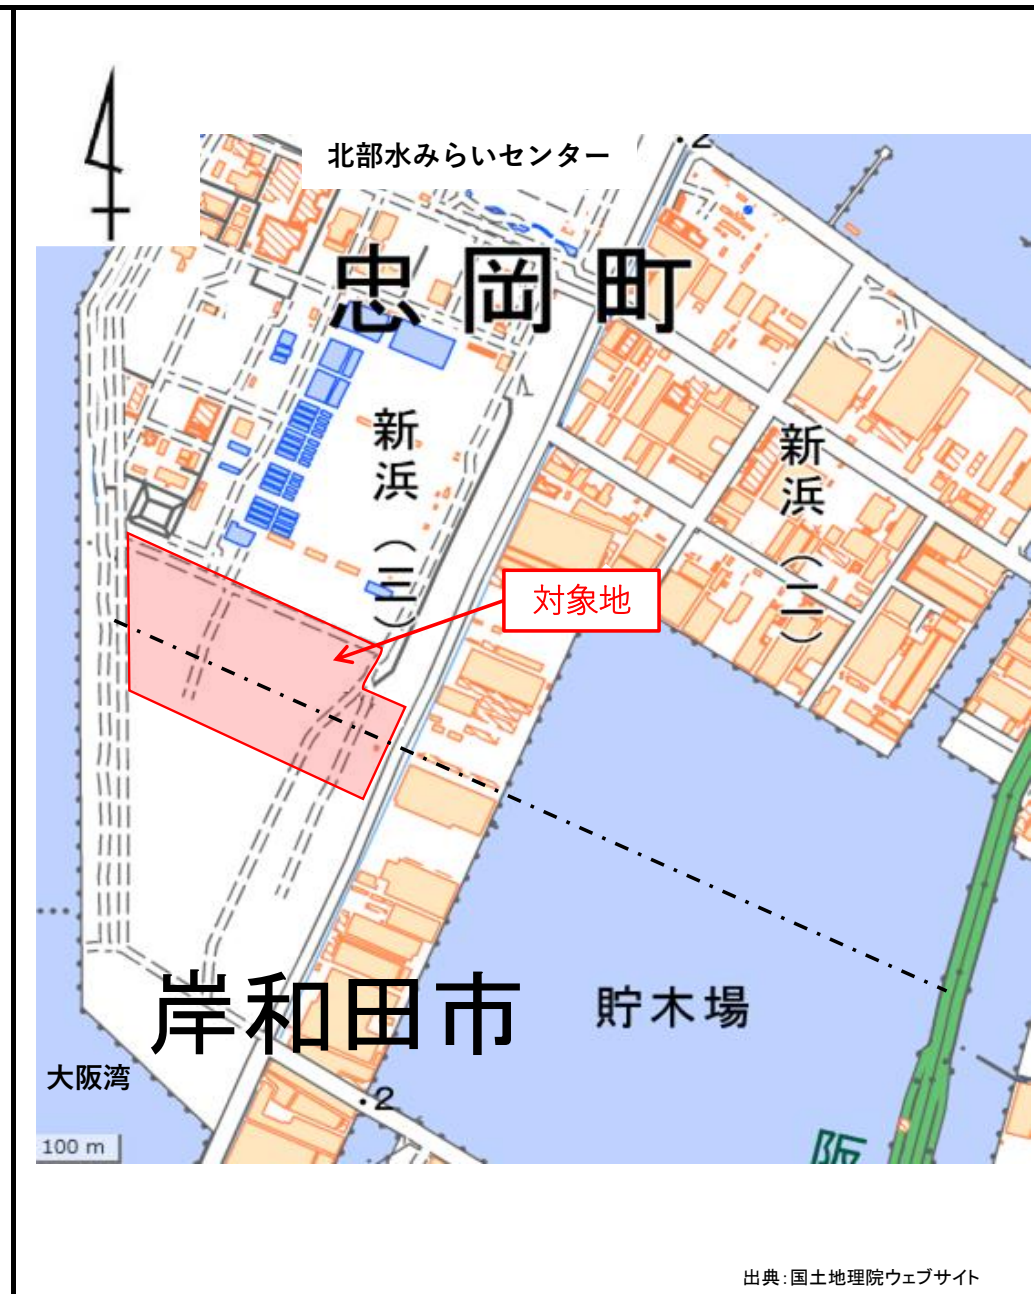 北部水みらいセンター
2
忠岡町
新浜(三)
新浜(二)
対象地
岸和田市
貯木場
大阪湾
2
100 m
阪
出典:国土地理院ウェブサイト